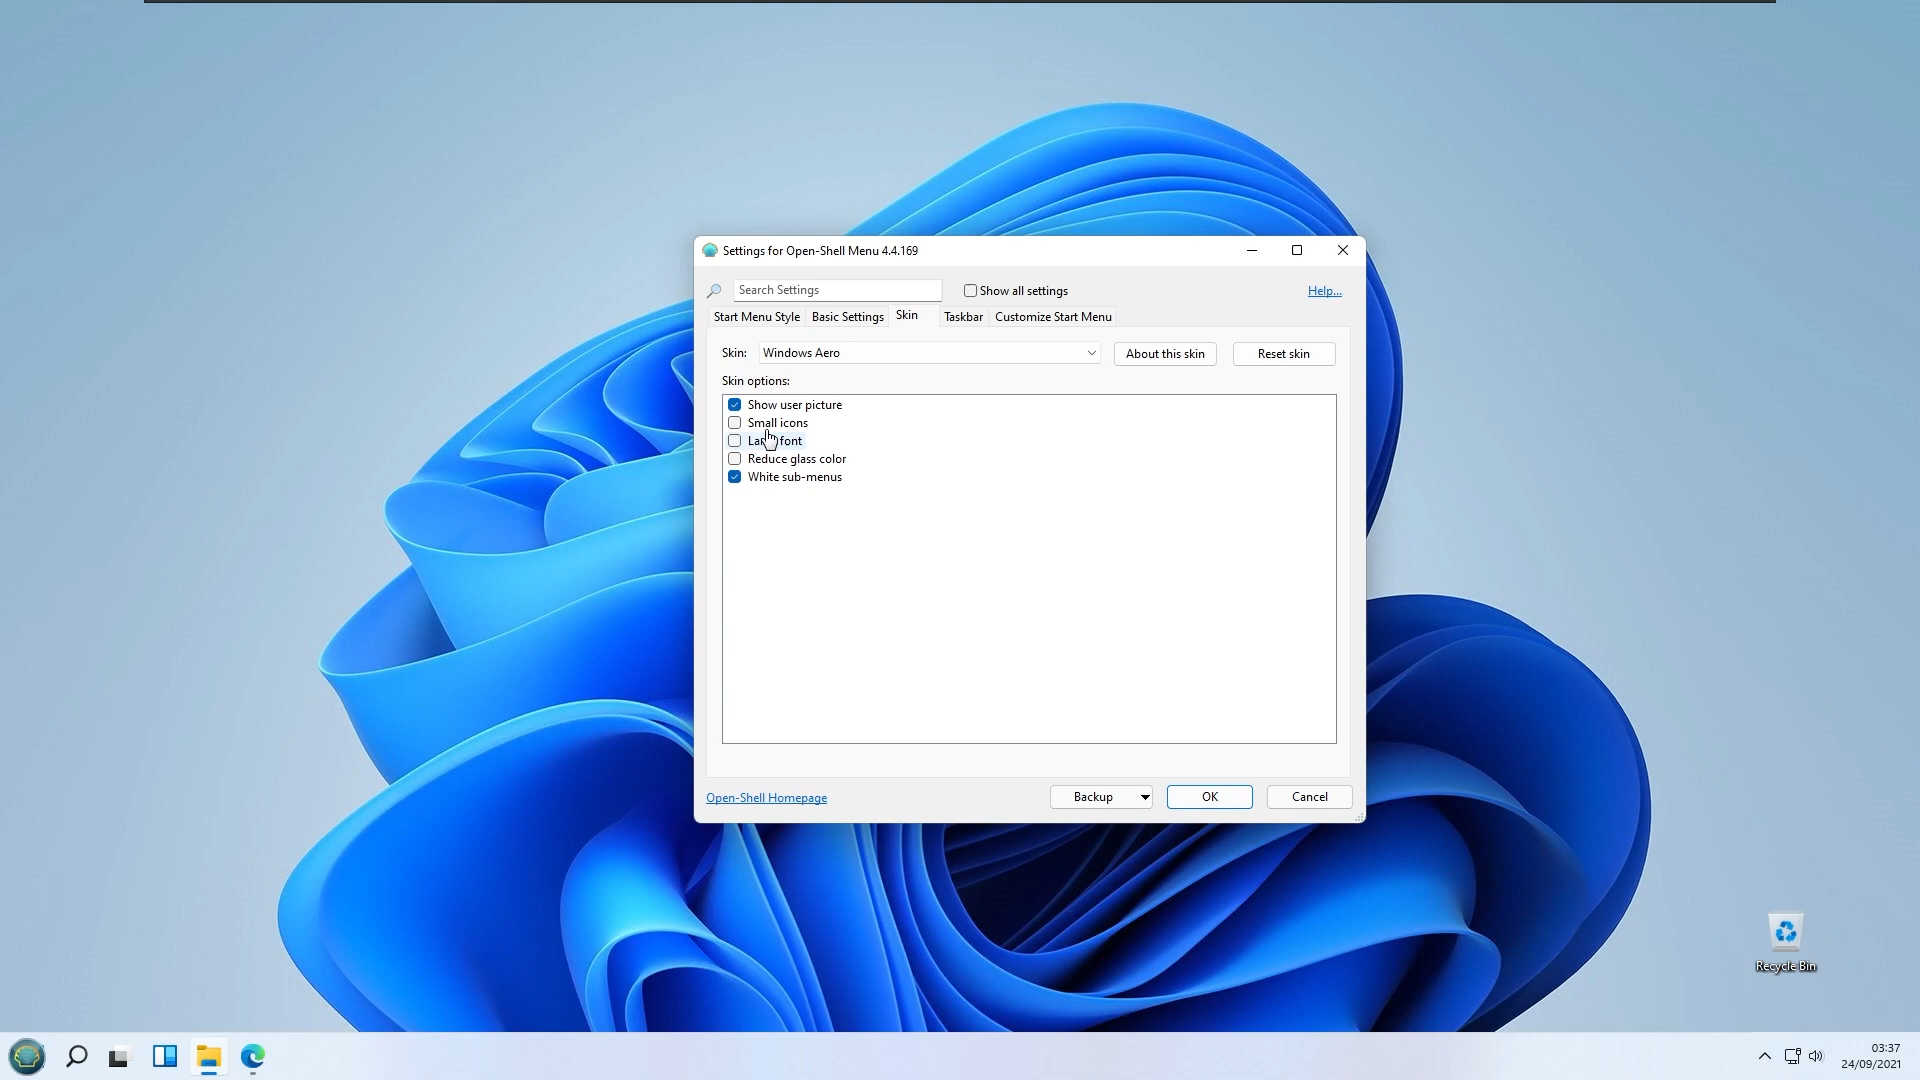 Settings for Open-Shell Menu 4.4.169
Search Settings
Show all settings
Help...
Start Menu Style
Basic Settings
Skin
Taskbar
Customize Start Menu
Skin:
Windows Aero
About this skin
Reset skin
Skin options:
Show user picture
Small icons
font
Reduce glass color
White sub-menus
Open-Shell Homepage
Backup
OK
Cancel
Recycle Bin
03:37
24/09/2021